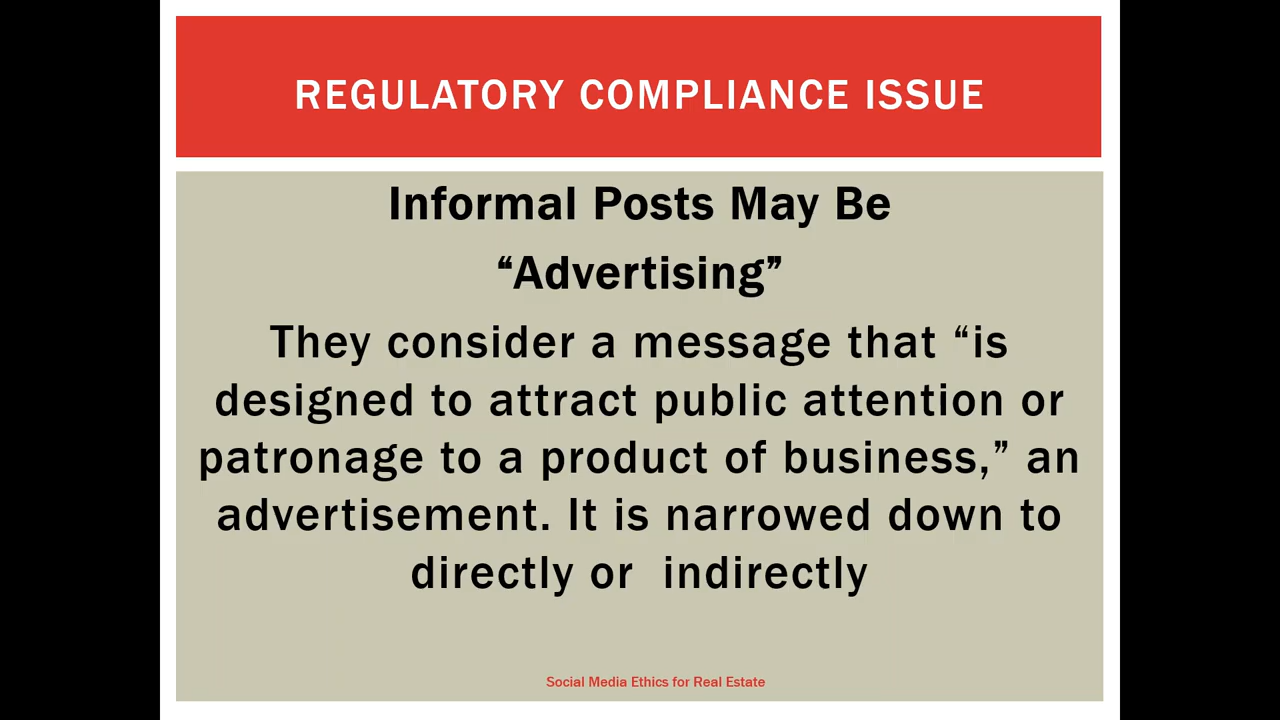 REGULATORY COMPLIANCE ISSUE
Informal Posts May Be
“Advertising”
They consider a message that “is
designed to attract public attention or
patronage to a product of business,” an
advertisement. It is narrowed down to
directly or  indirectly
Social Media Ethics for Real Estate